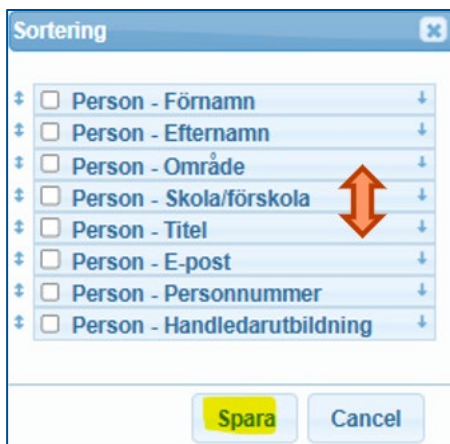 Sortering
Person - Förnamn
Person - Efternamn
Person - Område
Person - Skola/förskola
Person - Titel
Person - E-post
Person - Personnummer
Person - Handledarutbildning
Spara Cancel